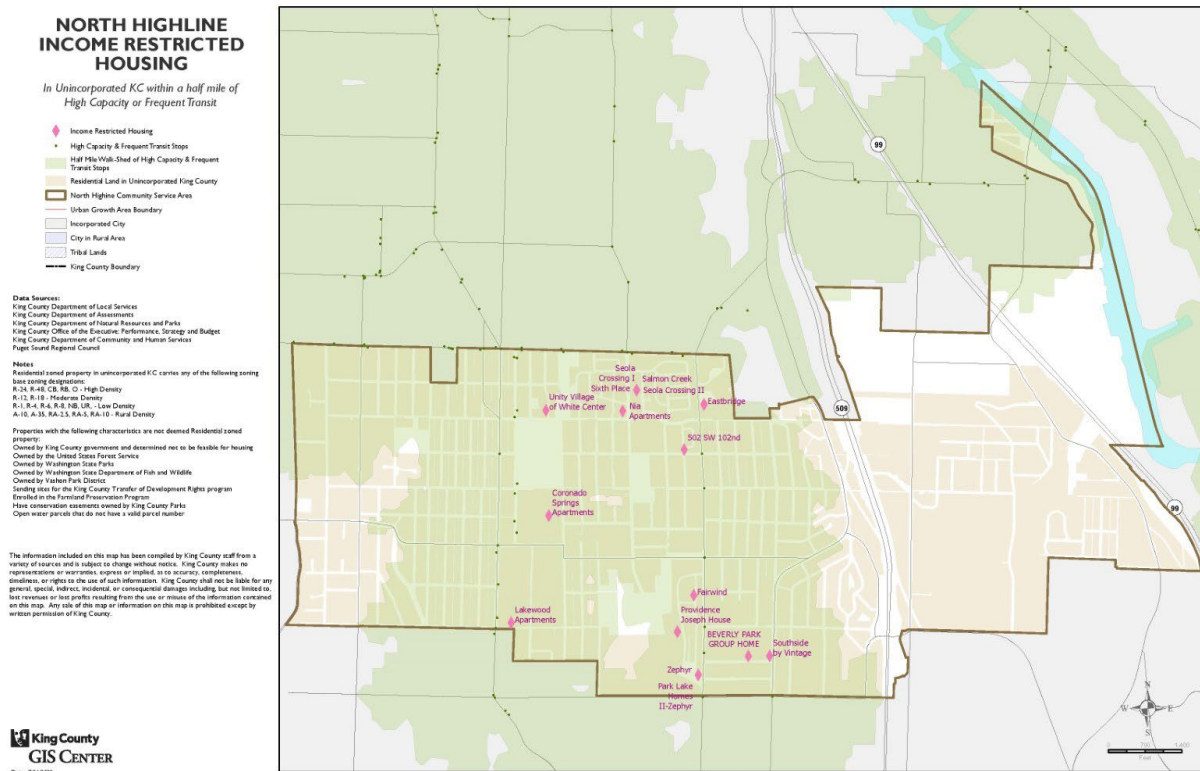 NORTH HIGHLINE
INCOME RESTRICTED
HOUSING
In Unincorporated KC within a half mile of
High Capacity or Frequent Transit
Income Restricted Housing
High Capacity & Frequent Transit Stops
Half Mile Walk-Shed of High Capacity & Frequent
Transit Stops
Residential Land in Unincorporated King County
North Highline Community Service Area
Urban Growth Area Boundary
Incorporated City
City in Rural Area
Tribal Lands
King County Boundary
Data Sources:
King County Department of Local Services
King County Department of Assessments
King County Department of Natural Resources and Parks
King County Office of the Executive: Performance, Strategy and Budget
King County Department of Community and Human Services
Puget Sound Regional Council
Notes
Residential zoned property in unincorporated KC carries any of the following zoning
base zoning designations:
R-24, R-48, CB, RB, O - High Density
R-12, R-18 - Moderate Density
R-1, R-4, R-6, R-8, NB, UR, - Low Density
A-10, A-35, RA-2.5, RA-5, RA-10 - Rural Density
Properties with the following characteristics are not deemed Residential zoned
property:
Owned by King County government and determined not to be feasible for housing
Owned by the United States Forest Service
Owned by Washington State Parks
Owned by Washington State Department of Fish and Wildlife
Owned by Vashon Park District
Sending sites for the King County Transfer of Development Rights program
Enrolled in the Farmland Preservation Program
Have conservation easements owned by King County Parks
Open water parcels that do not have a valid parcel number
The information included on this map has been compiled by King County staff from a
variety of sources and is subject to change without notice. King County makes no
representations or warranties, express or implied, as to accuracy, completeness,
timeliness, or rights to the use of such information. King County shall not be liable for any
general, special, indirect, incidental, or consequential damages including, but not limited to,
lost revenues or lost profits resulting from the use or misuse of the information contained
on this map. Any sale of this map or information on this map is prohibited except by
written permission of King County.
King County
GIS CENTER
99
509
99
Seola
Crossing I
Sixth Place
Salmon Creek
Seola Crossing II
Unity Village
of White Center
Nia
Apartments
Eastbridge
502 SW 102nd
Coronado
Springs
Apartments
Fairwind
Lakewood
Apartments
Providence
Joseph House
BEVERLY PARK
GROUP HOME
Southside
by Vintage
Zephyr
Park Lake
Homes
II-Zephyr
N
W
E
S
0 700 1,400
Feet